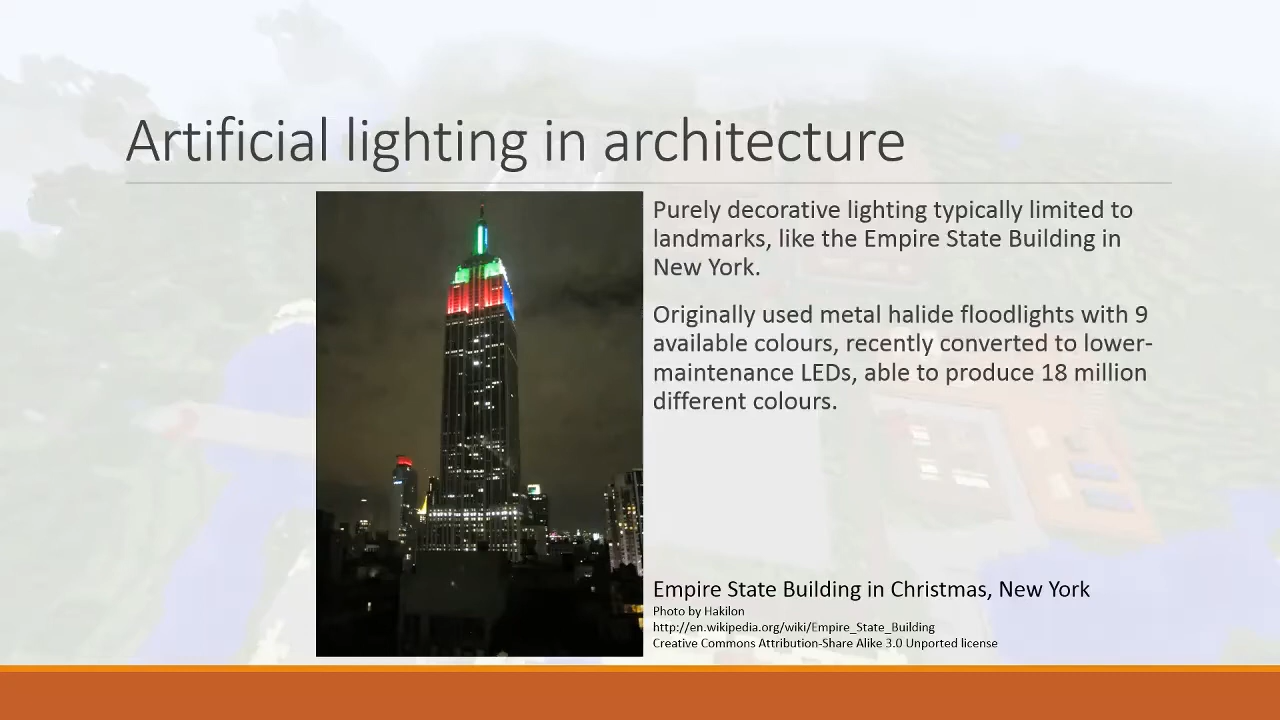 Artificial lighting in architecture
Purely decorative lighting typically limited to
landmarks, like the Empire State Building in
New York.
Originally used metal halide floodlights with 9
available colours, recently converted to lower-
maintenance LEDs, able to produce 18 million
different colours.
Empire State Building in Christmas, New York
Photo by Hakilon
http://en.wikipedia.org/wiki/Empire_State_Building
Creative Commons Attribution-Share Alike 3.0 Unported license